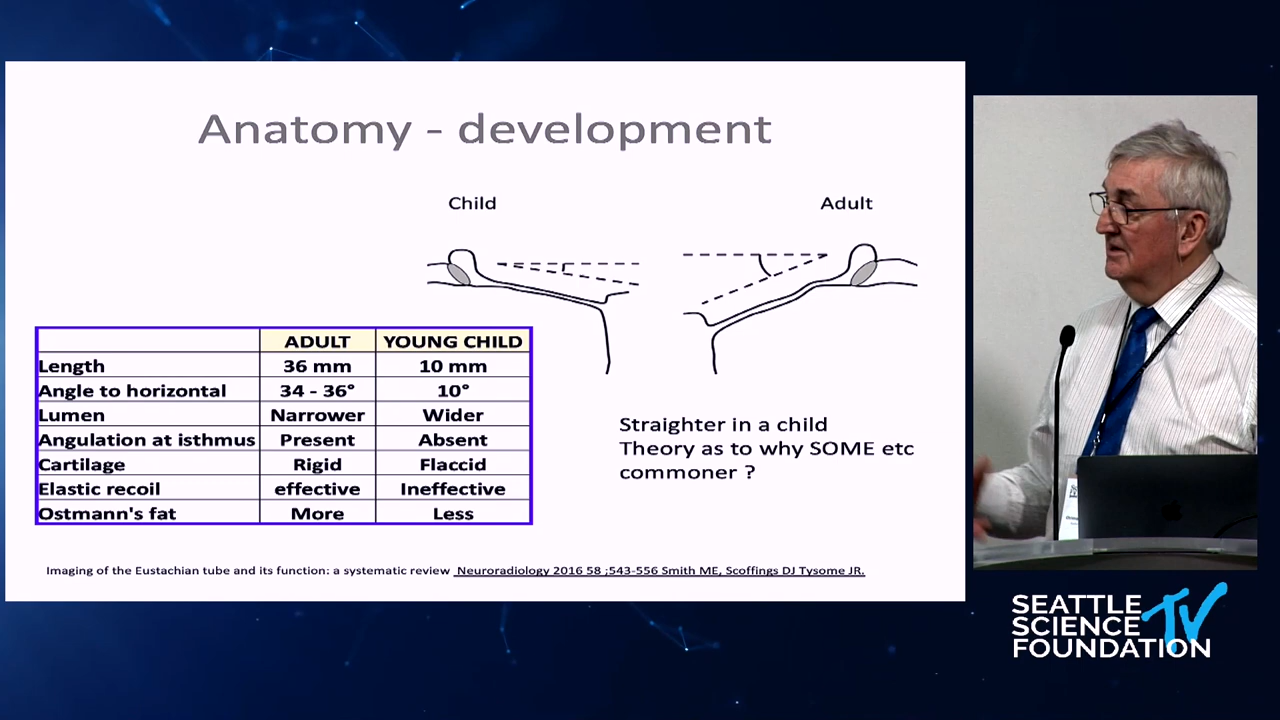 Anatomy - development
Child
Adult
ADULT YOUNG CHILD
Length 36 mm 10 mm
Angle to horizontal 34 - 36° 10°
Lumen Narrower Wider
Angulation at isthmus Present Absent
Cartilage Rigid Flaccid
Elastic recoil effective Ineffective
Ostmann's fat More Less
Straighter in a child
Theory as to why SOME etc
commoner ?
Imaging of the Eustachian tube and its function: a systematic review Neuroradiology 2016 58 ;543-556 Smith ME, Scoffings DJ Tysome JR.
SEATTLE
SCIENCE
FOUNDATION
TV